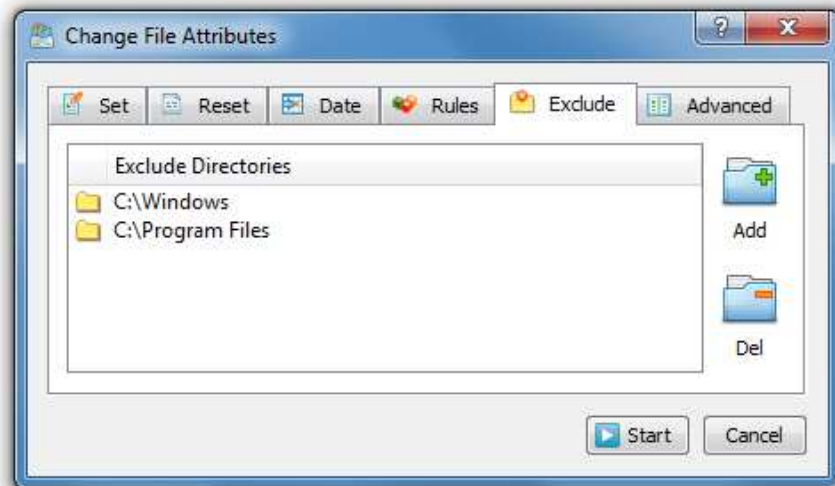 Change File Attributes
?
Set Reset Date Rules Exclude Advanced
Exclude Directories
C:\Windows
C:\Program Files
Add
Del
Start Cancel